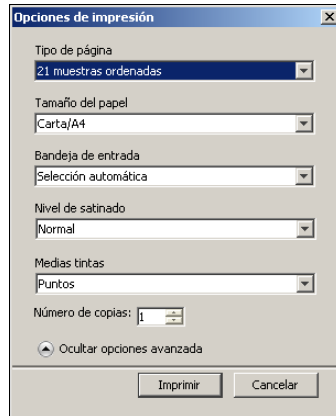 Opciones de impresión
Tipo de página
21 muestras ordenadas
Tamaño del papel
Carta/A4
Bandeja de entrada
Selección automática
Nivel de satinado
Normal
Medias tintas
Puntos
Número de copias: 1
Ocultar opciones avanzada
Imprimir Cancelar